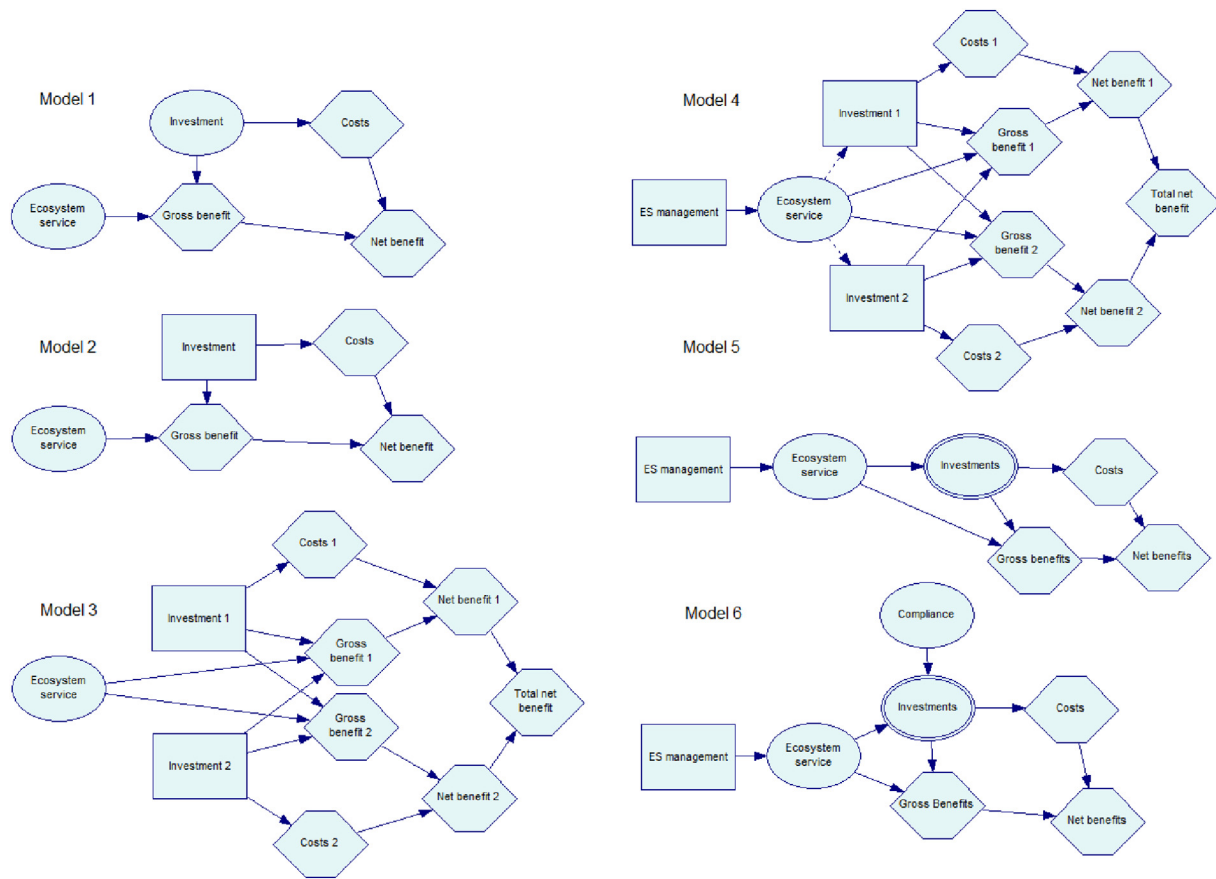 Model 1
Investment
Costs
Ecosystem
service
Gross benefit
Net benefit
Model 2
Investment
Costs
Ecosystem
service
Gross benefit
Net benefit
Model 3
Costs 1
Investment 1
Net benefit 1
Gross
benefit 1
Ecosystem
service
Total net
benefit
Gross
benefit 2
Investment 2
Net benefit 2
Costs 2
Model 4
Costs 1
Net benefit 1
Investment 1
Gross
benefit 1
ES management
Ecosystem
service
Total net
benefit
Gross
benefit 2
Investment 2
Net benefit 2
Costs 2
Model 5
ES management
Ecosystem
service
Investments
Costs
Gross benefits
Net benefits
Model 6
Compliance
Investments
Costs
ES management
Ecosystem
service
Gross Benefits
Net benefits